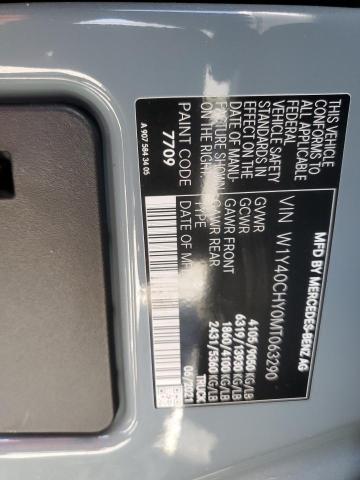 MFD BY MERCEDES-BENZ AG
VIN W1Y40CHY0MT063290
GVWR 4105/9050 KG/LB
GCWR 6319/13930 KG/LB
GAWR FRONT 1860/4100 KG/LB
GAWR REAR 2431/5360 KG/LB
TYPE TRUCK
DATE OF MF 06/2021
THIS VEHICLE
CONFORMS TO
ALL APPLICABLE
FEDERAL
MOTOR VEHICLE
SAFETY
STANDARDS IN
EFFECT ON THE
DATE OF MANU-
FACTURE SHOWN
ON THE RIGHT.
PAINT CODE
7709
A 907 584 34 05